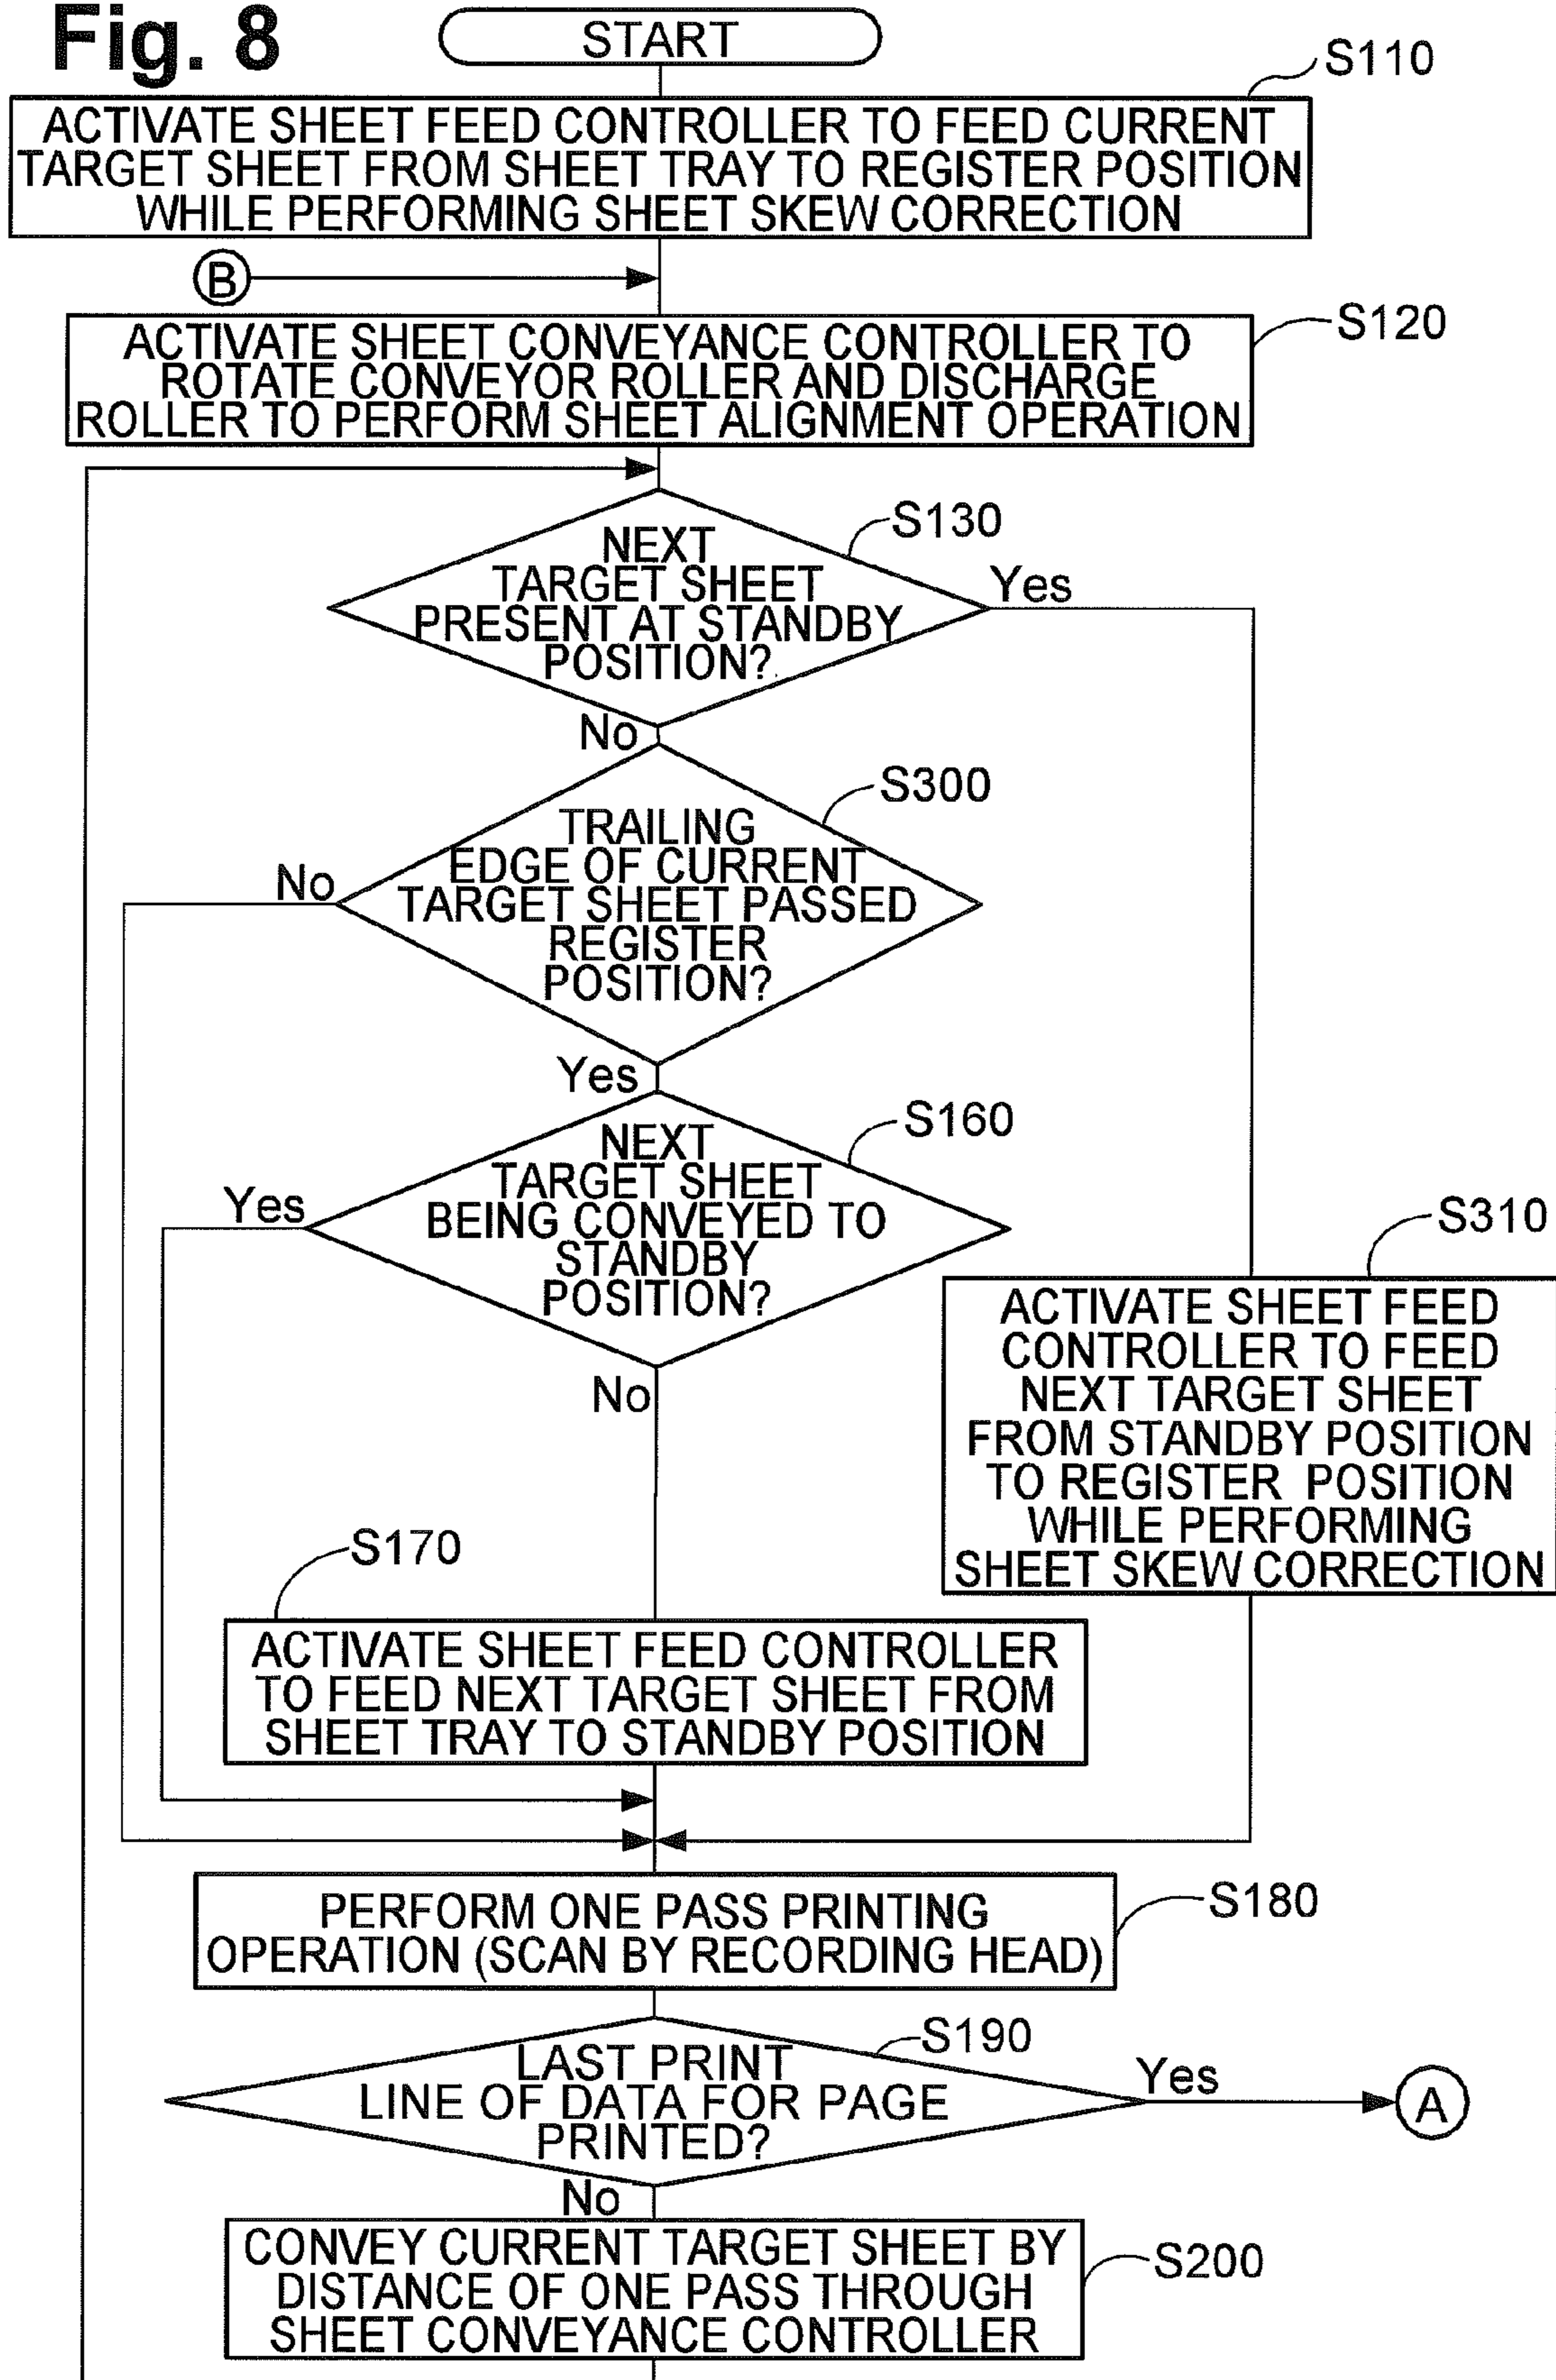 Fig. 8
START
S110
ACTIVATE SHEET FEED CONTROLLER TO FEED CURRENT
TARGET SHEET FROM SHEET TRAY TO REGISTER POSITION
WHILE PERFORMING SHEET SKEW CORRECTION
B
S120
ACTIVATE SHEET CONVEYANCE CONTROLLER TO
ROTATE CONVEYOR ROLLER AND DISCHARGE
ROLLER TO PERFORM SHEET ALIGNMENT OPERATION
S130
NEXT
TARGET SHEET
PRESENT AT STANDBY
POSITION?
Yes
No
S300
TRAILING
EDGE OF CURRENT
TARGET SHEET PASSED
REGISTER
POSITION?
No
Yes
S160
NEXT
TARGET SHEET
BEING CONVEYED TO
STANDBY
POSITION?
Yes
No
S310
ACTIVATE SHEET FEED
CONTROLLER TO FEED
NEXT TARGET SHEET
FROM STANDBY POSITION
TO REGISTER POSITION
WHILE PERFORMING
SHEET SKEW CORRECTION
S170
ACTIVATE SHEET FEED CONTROLLER
TO FEED NEXT TARGET SHEET FROM
SHEET TRAY TO STANDBY POSITION
S180
PERFORM ONE PASS PRINTING
OPERATION (SCAN BY RECORDING HEAD)
S190
LAST PRINT
LINE OF DATA FOR PAGE
PRINTED?
Yes
A
No
S200
CONVEY CURRENT TARGET SHEET BY
DISTANCE OF ONE PASS THROUGH
SHEET CONVEYANCE CONTROLLER